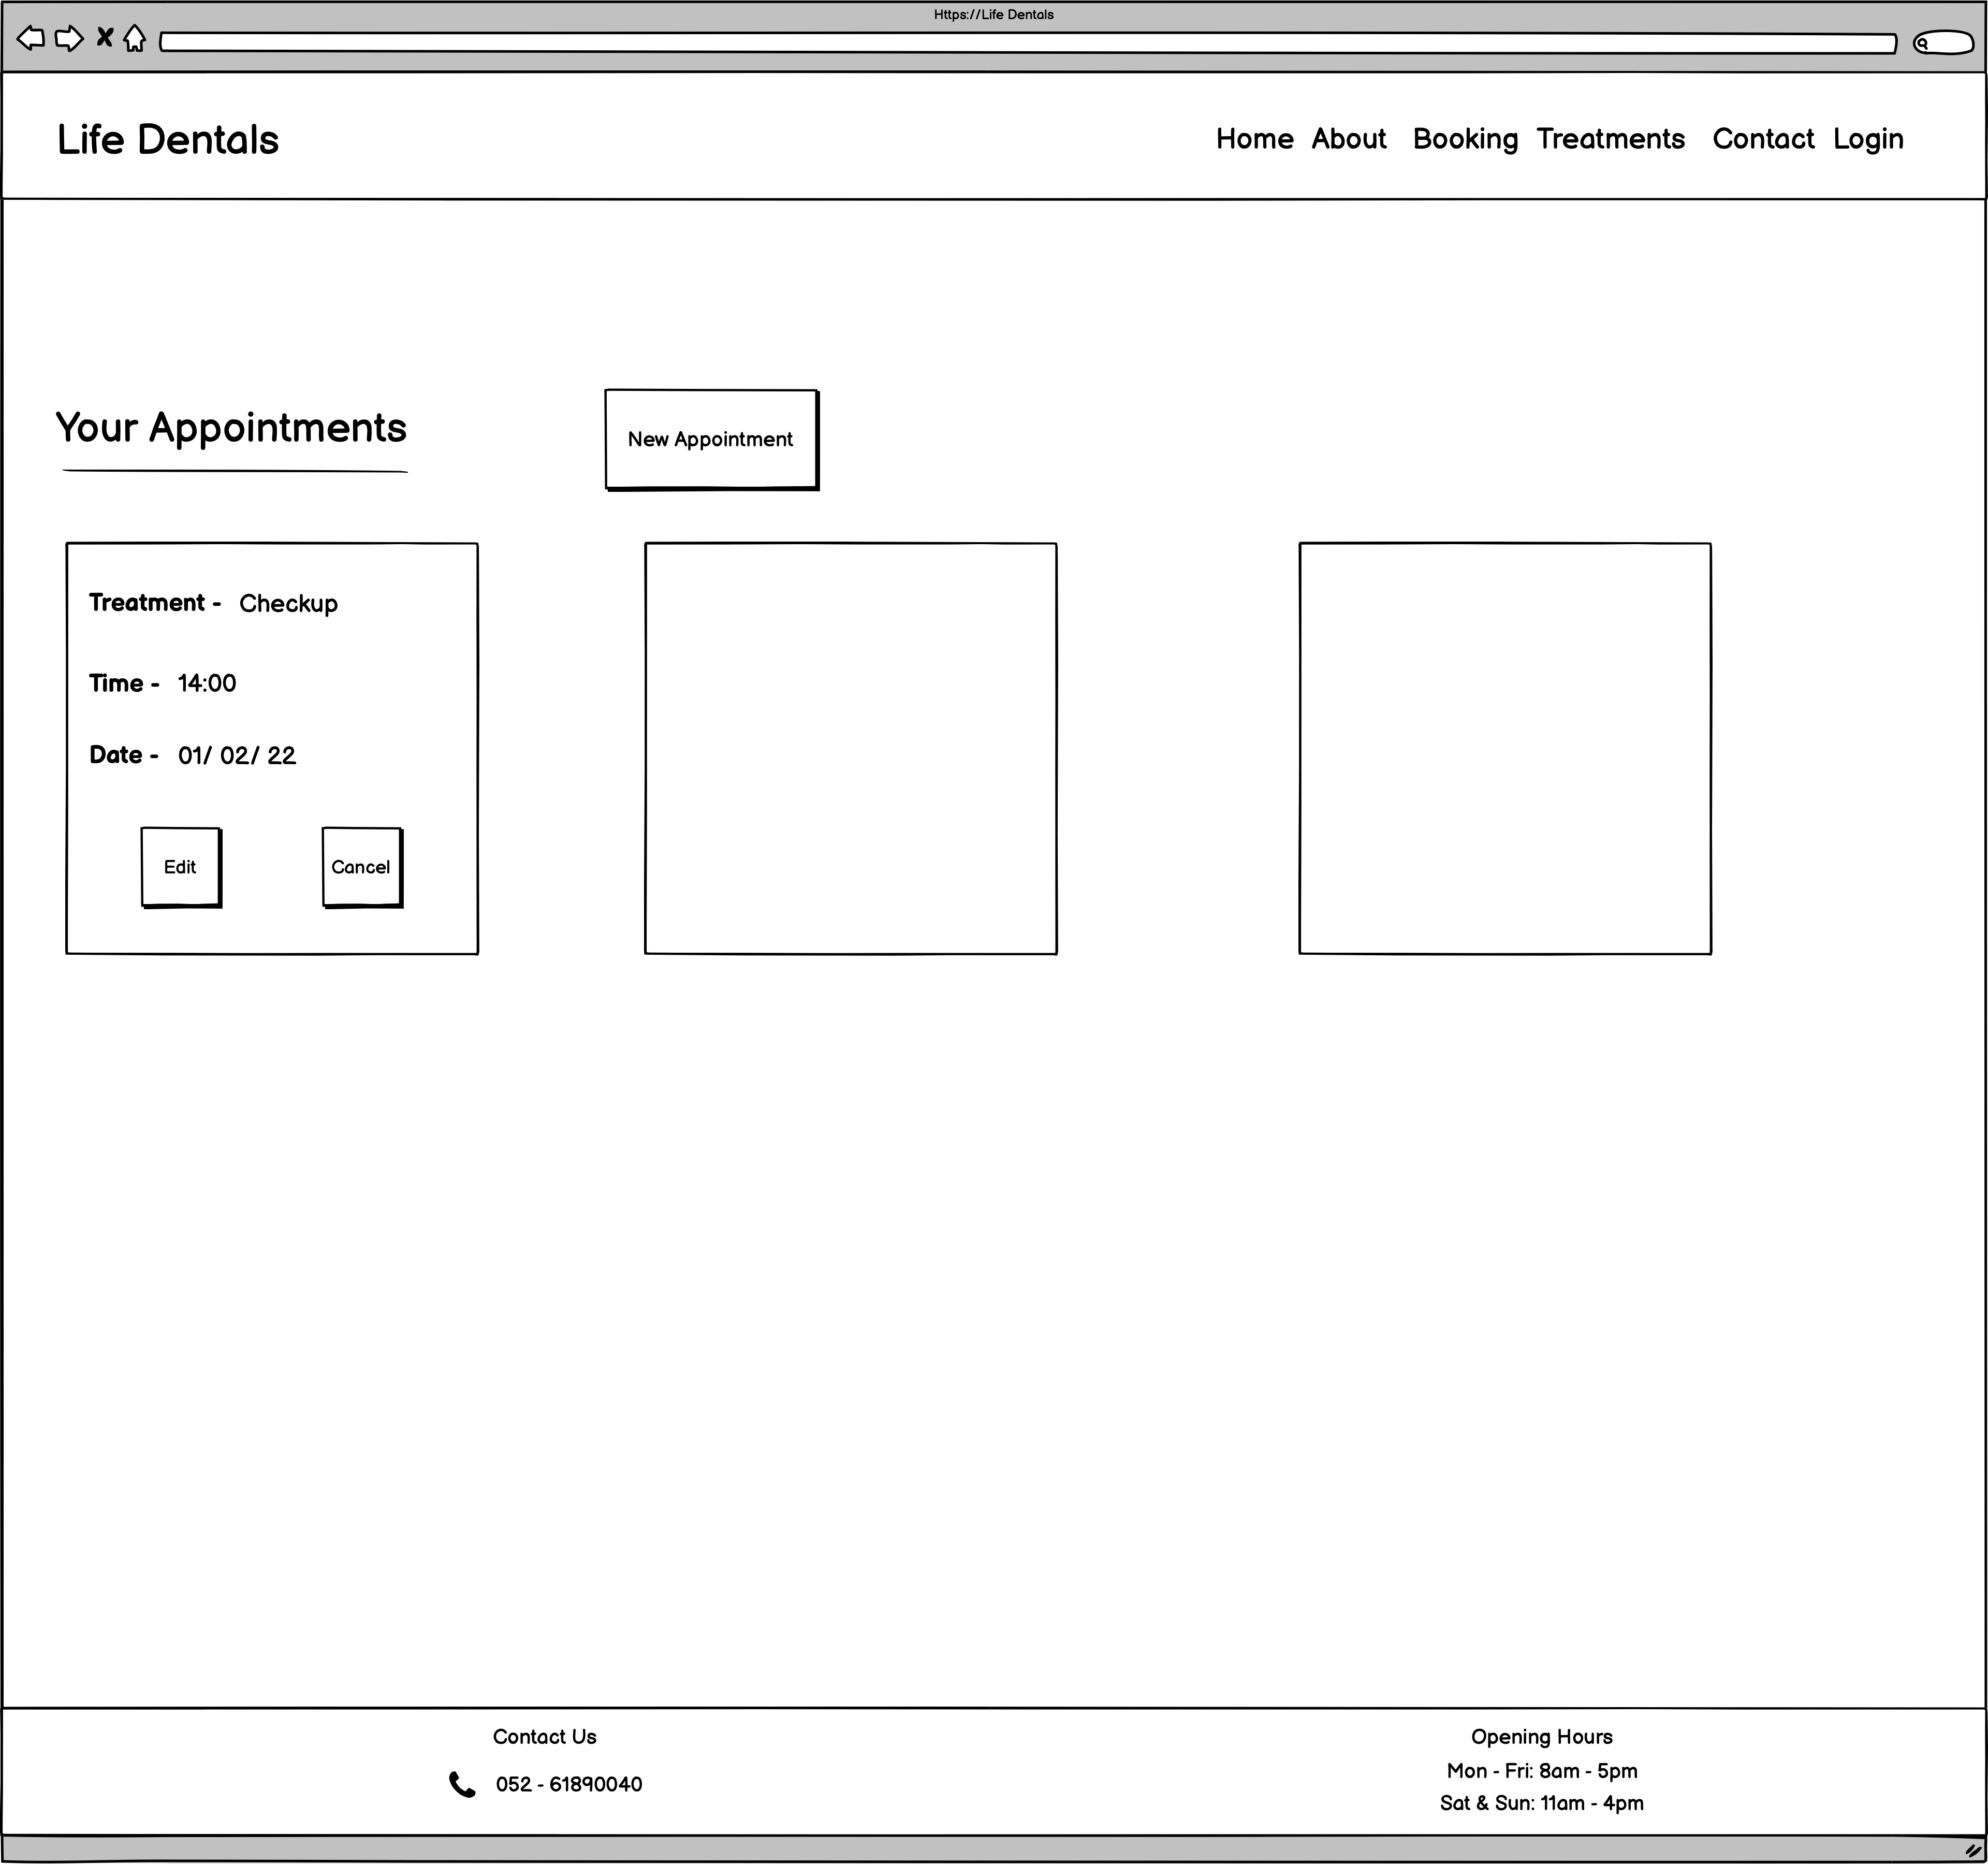 Https://Life Dentals
Life Dentals
Home About Booking Treatments Contact Login
Your Appointments
New Appointment
Treatment - Checkup
Time - 14:00
Date - 01/ 02/ 22
Edit
Cancel
Contact Us
052 - 61890040
Opening Hours
Mon - Fri: 8am - 5pm
Sat & Sun: 11am - 4pm